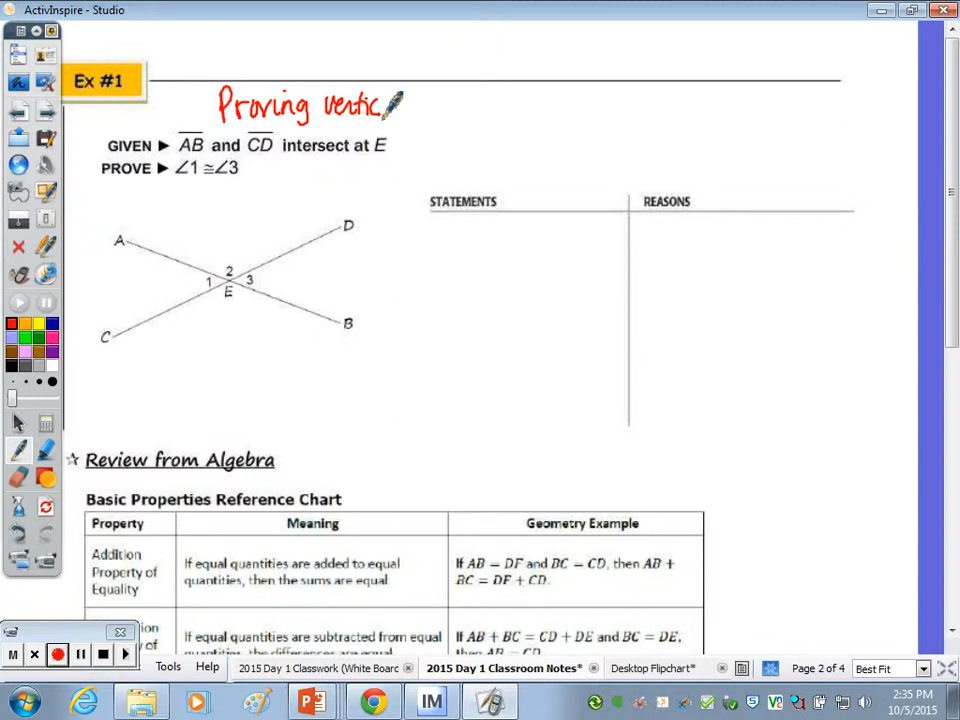 ActivInspire - Studio
Ex #1
Proving vertic
GIVEN ► AB and CD intersect at E
PROVE ► ∠1 ≅∠3
STATEMENTS REASONS
A
D
2
1 3
E
B
C
☆ Review from Algebra
Basic Properties Reference Chart
Property Meaning Geometry Example
Addition Property of Equality If equal quantities are added to equal quantities, then the sums are equal If AB = DF and BC = CD, then AB + BC = DF + CD.
If equal quantities are subtracted from equal If AB + BC = CD + DE and BC = DE,
M
Tools Help 2015 Day 1 Classwork (White Board 2015 Day 1 Classroom Notes* Desktop Flipchart* Page 2 of 4 Best Fit
IM
2:35 PM
10/5/2015